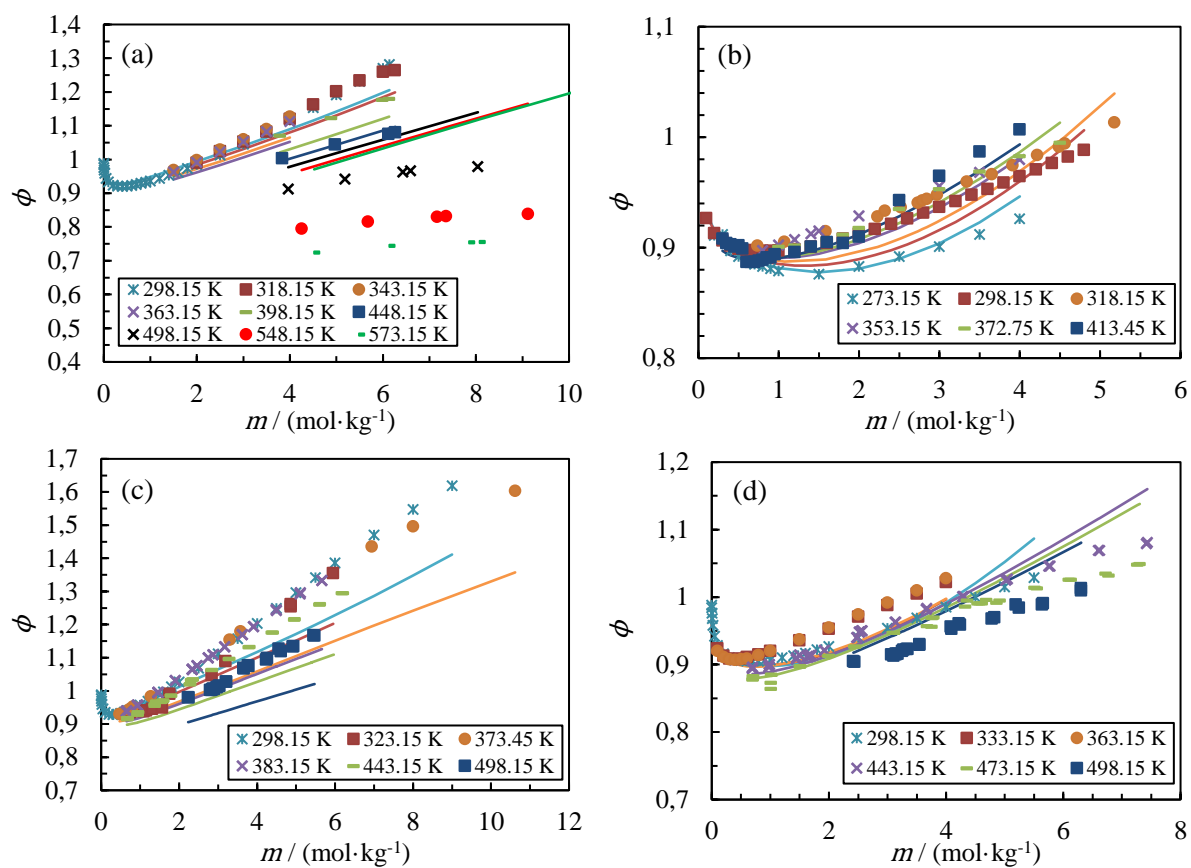 (a)
1,4
1,3
1,2
1,1
1
0,9
0,8
0,7
0,6
0,5
0,4
ϕ
298.15 K 318.15 K 343.15 K
363.15 K 398.15 K 448.15 K
498.15 K 548.15 K 573.15 K
0 2 4 6 8 10
m / (mol·kg-1)
(b)
1,1
1
0,9
0,8
ϕ
273.15 K 298.15 K 318.15 K
353.15 K 372.75 K 413.45 K
0 1 2 3 4 5 6
m / (mol·kg-1)
(c)
1,7
1,6
1,5
1,4
1,3
1,2
1,1
1
0,9
0,8
0,7
ϕ
298.15 K 323.15 K 373.45 K
383.15 K 443.15 K 498.15 K
0 2 4 6 8 10 12
m / (mol·kg-1)
(d)
1,2
1,1
1
0,9
0,8
0,7
ϕ
298.15 K 333.15 K 363.15 K
443.15 K 473.15 K 498.15 K
0 2 4 6 8
m / (mol·kg-1)